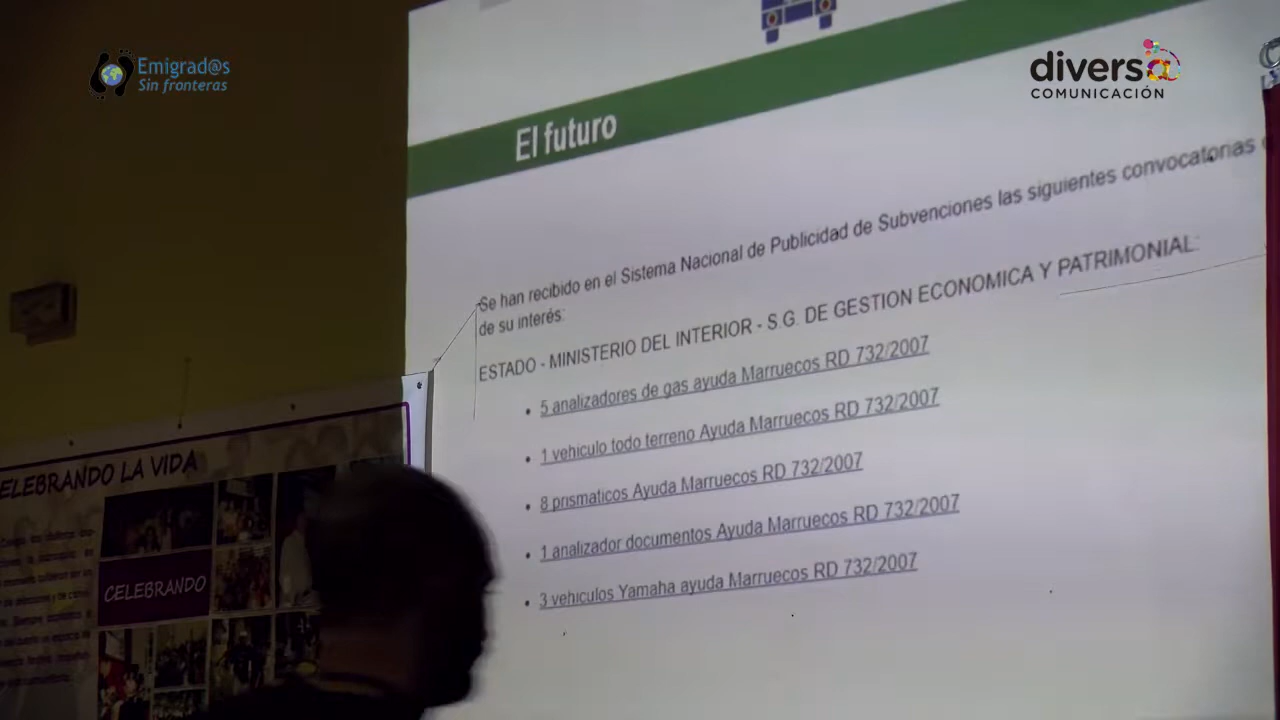 Emigrad@s
Sin fronteras
diversa
COMUNICACIÓN
El futuro
Se han recibido en el Sistema Nacional de Publicidad de Subvenciones las siguientes convocatorias
de su interés:
ESTADO - MINISTERIO DEL INTERIOR - S.G. DE GESTION ECONOMICA Y PATRIMONIAL:
5 analizadores de gas ayuda Marruecos RD 732/2007
1 vehiculo todo terreno Ayuda Marruecos RD 732/2007
8 prismaticos Ayuda Marruecos RD 732/2007
1 analizador documentos Ayuda Marruecos RD 732/2007
3 vehiculos Yamaha ayuda Marruecos RD 732/2007
ELEBRANDO LA VIDA
CELEBRANDO